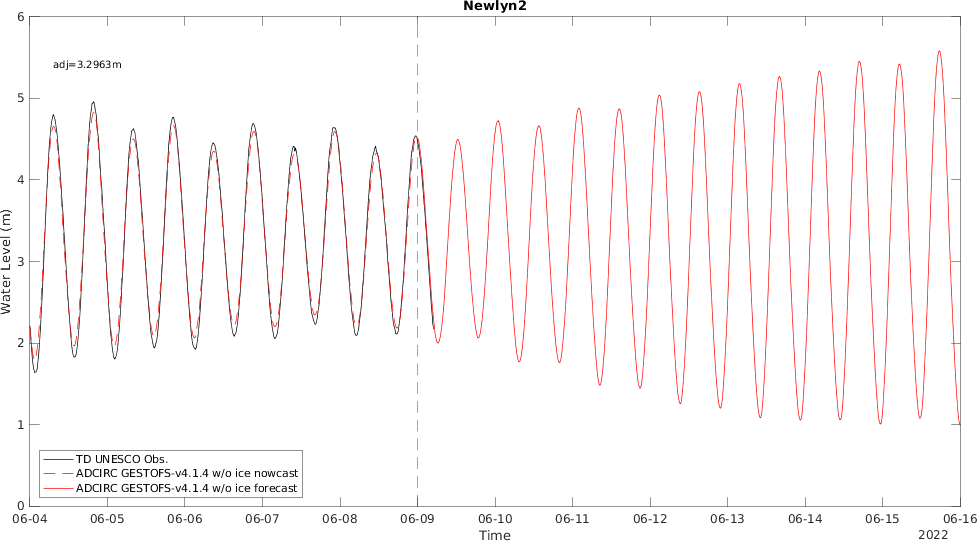 Newlyn2
adj=3.2963m
6
5
4
3
2
1
0
Water Level (m)
TD UNESCO Obs.
ADCIRC GESTOFS-v4.1.4 w/o ice nowcast
ADCIRC GESTOFS-v4.1.4 w/o ice forecast
06-04 06-05 06-06 06-07 06-08 06-09 06-10 06-11 06-12 06-13 06-14 06-15 06-16
Time
2022